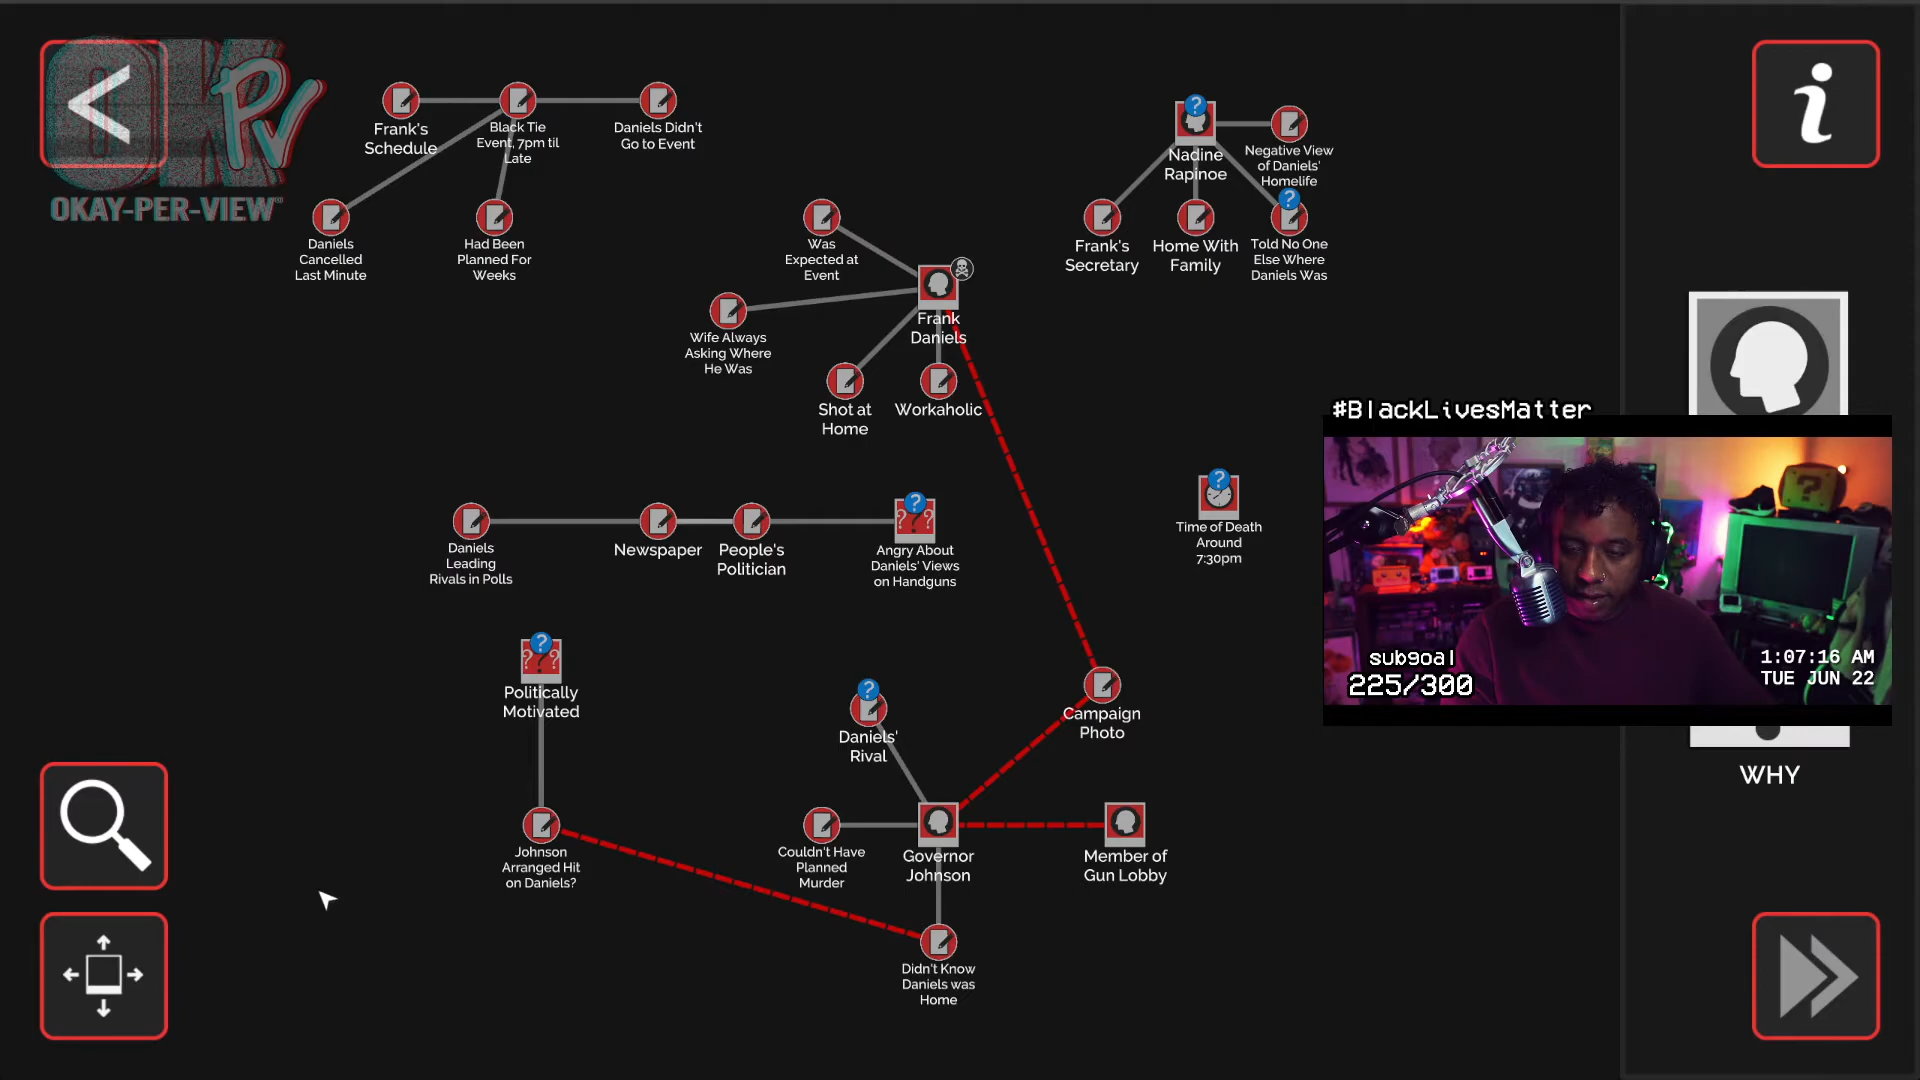 OK PV
OKAY-PER-VIEW™
Frank's
Schedule
Black Tie
Event, 7pm til
Late
Daniels Didn't
Go to Event
Daniels
Cancelled
Last Minute
Had Been
Planned For
Weeks
Nadine
Rapinoe
Negative View
of Daniels'
Homelife
Frank's
Secretary
Home With
Family
Told No One
Else Where
Daniels Was
Was
Expected at
Event
Frank
Daniels
Wife Always
Asking Where
He Was
Shot at
Home
Workaholic
#BlackLivesMatter
Daniels
Leading
Rivals in Polls
Newspaper
People's
Politician
Angry About
Daniels' Views
on Handguns
Time of Death
Around
7:30pm
subgoal
225/300
1:07:16 AM
TUE JUN 22
Politically
Motivated
Daniels'
Rival
Campaign
Photo
WHY
Johnson
Arranged Hit
on Daniels?
Couldn't Have
Planned
Murder
Governor
Johnson
Member of
Gun Lobby
Didn't Know
Daniels was
Home